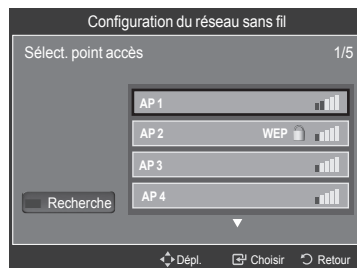 Configuration du réseau sans fil
Sélect. point accès 1/5
AP 1
AP 2 WEP
AP 3
AP 4
Recherche
Dépl. Choisir Retour